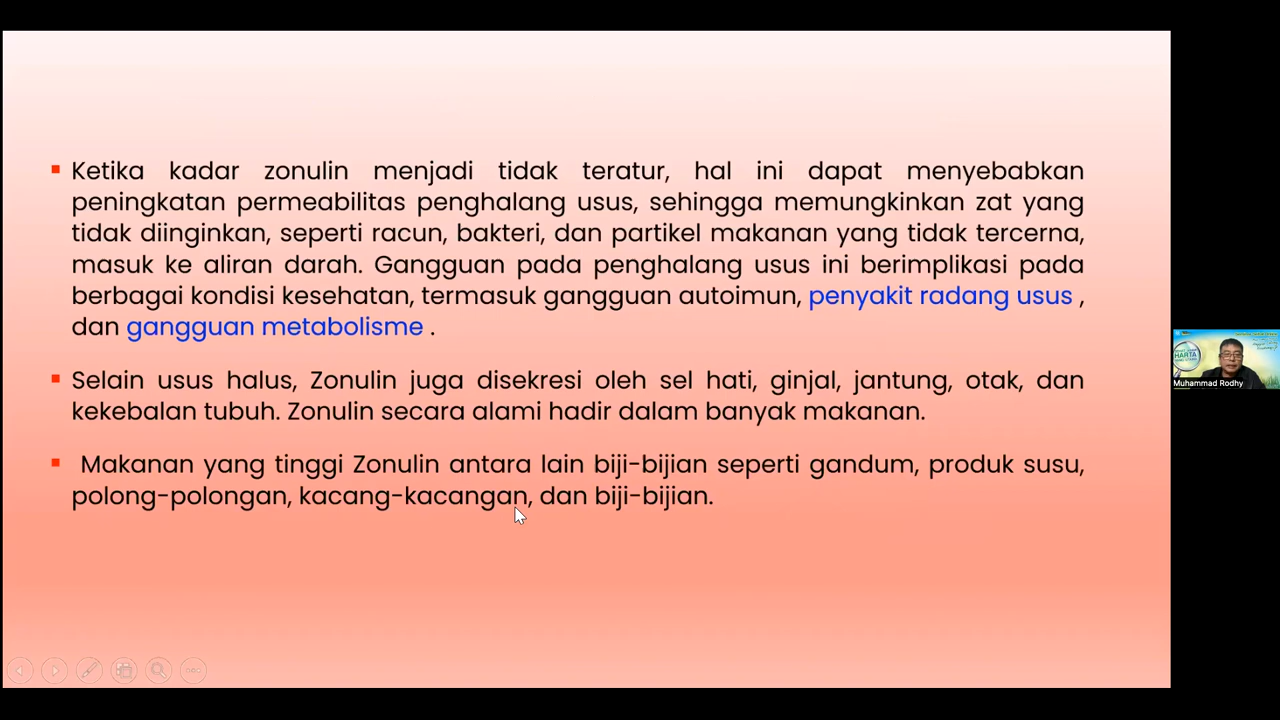 Ketika kadar zonulin menjadi tidak teratur, hal ini dapat menyebabkan
peningkatan permeabilitas penghalang usus, sehingga memungkinkan zat yang
tidak diinginkan, seperti racun, bakteri, dan partikel makanan yang tidak tercerna,
masuk ke aliran darah. Gangguan pada penghalang usus ini berimplikasi pada
berbagai kondisi kesehatan, termasuk gangguan autoimun, penyakit radang usus ,
dan gangguan metabolisme .
Selain usus halus, Zonulin juga disekresi oleh sel hati, ginjal, jantung, otak, dan
kekebalan tubuh. Zonulin secara alami hadir dalam banyak makanan.
Makanan yang tinggi Zonulin antara lain biji-bijian seperti gandum, produk susu,
polong-polongan, kacang-kacangan, dan biji-bijian.
HARTA
Muhammad Rodhy